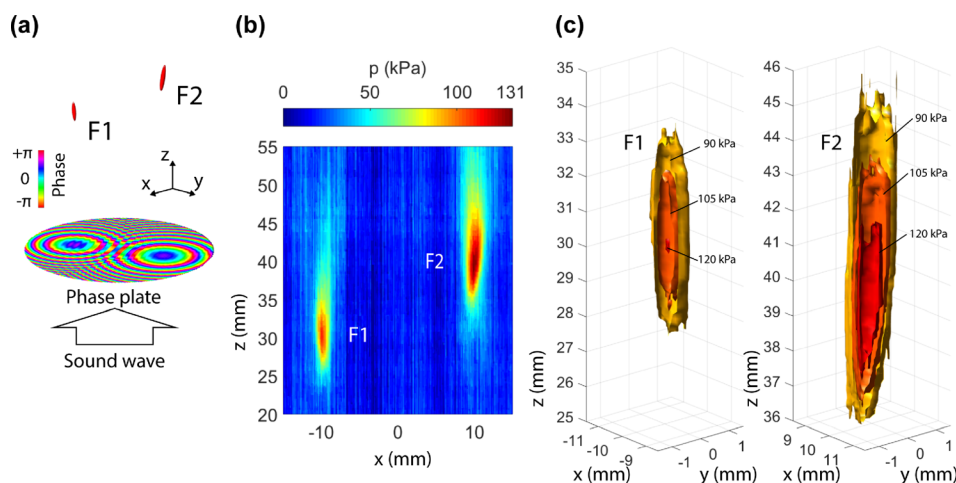 (a)
F1
F2
+π
0
-π
Phase
z
x
y
Phase plate
Sound wave
(b)
p (kPa)
0
50
100
131
55
50
45
40
35
30
25
20
z (mm)
F1
F2
-10
0
10
x (mm)
(c)
35
34
33
32
31
30
29
28
27
26
25
z (mm)
F1
90 kPa
105 kPa
120 kPa
-11
-10
-9
x (mm)
-1
0
1
y (mm)
46
45
44
43
42
41
40
39
38
37
36
z (mm)
F2
90 kPa
105 kPa
120 kPa
9
10
11
x (mm)
-1
0
1
y (mm)